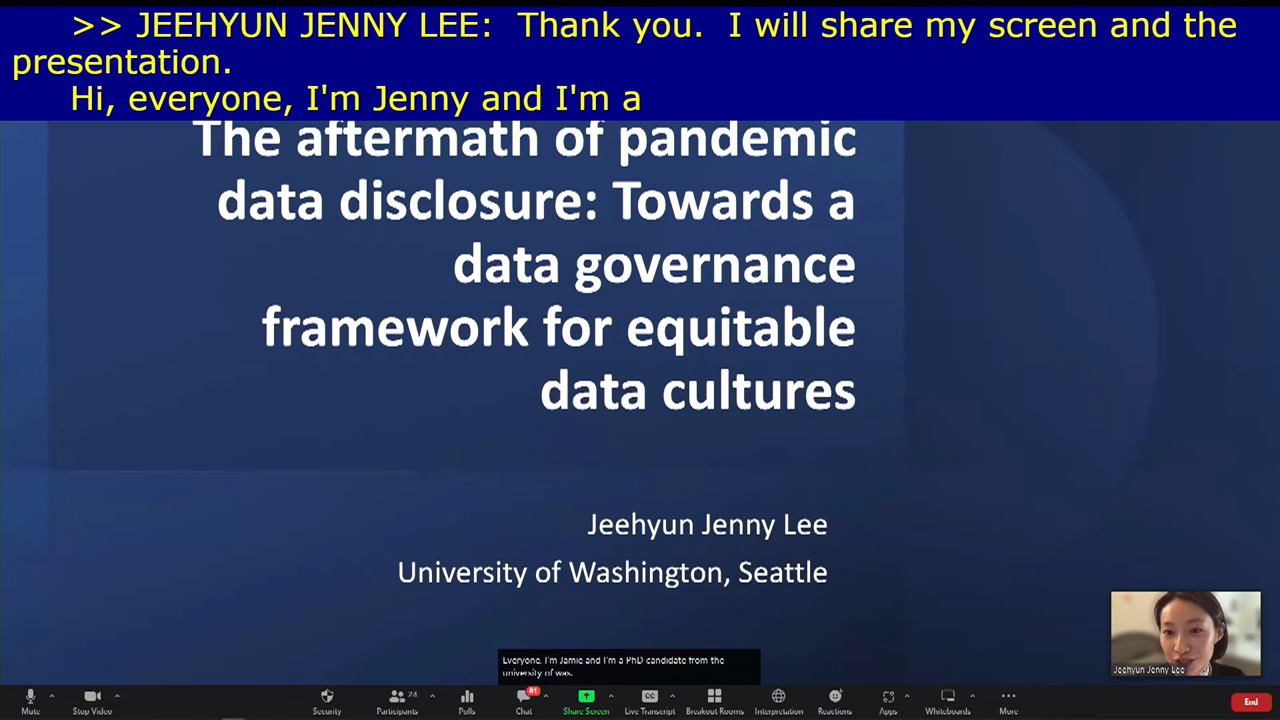 >> JEEHYUN JENNY LEE:  Thank you.  I will share my screen and the
presentation.
Hi, everyone, I'm Jenny and I'm a
The aftermath of pandemic
data disclosure: Towards a
data governance
framework for equitable
data cultures
Jeehyun Jenny Lee
University of Washington, Seattle
Jeehyun Jenny Lee
Everyone. I'm Jamie and I'm a PhD candidate from the
university of was.
Mute
Stop Video
Security
Participants
24
Polls
Chat
81
Share Screen
Live Transcript
Breakout Rooms
Interpretation
Reactions
Apps
Whiteboards
More
End